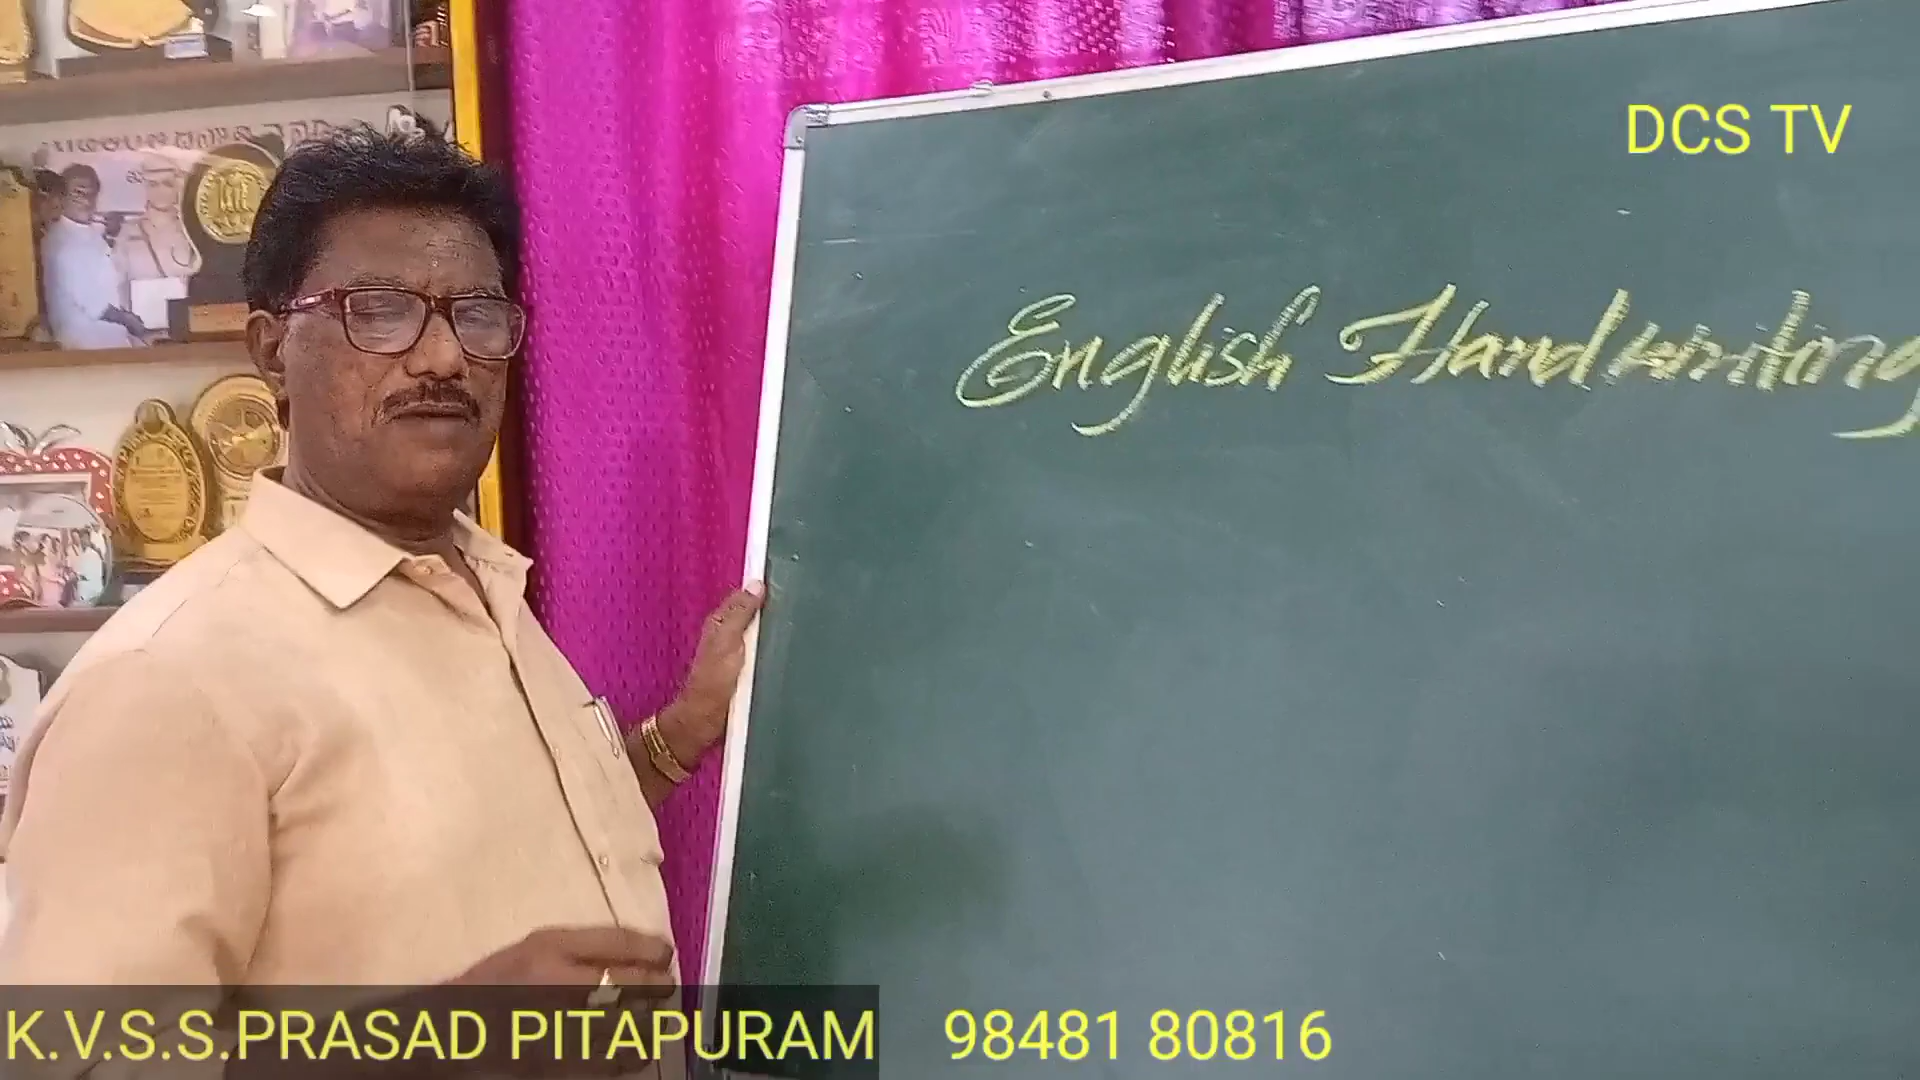 DCS TV
English Handwriting
K.V.S.S.PRASAD PITAPURAM 98481 80816